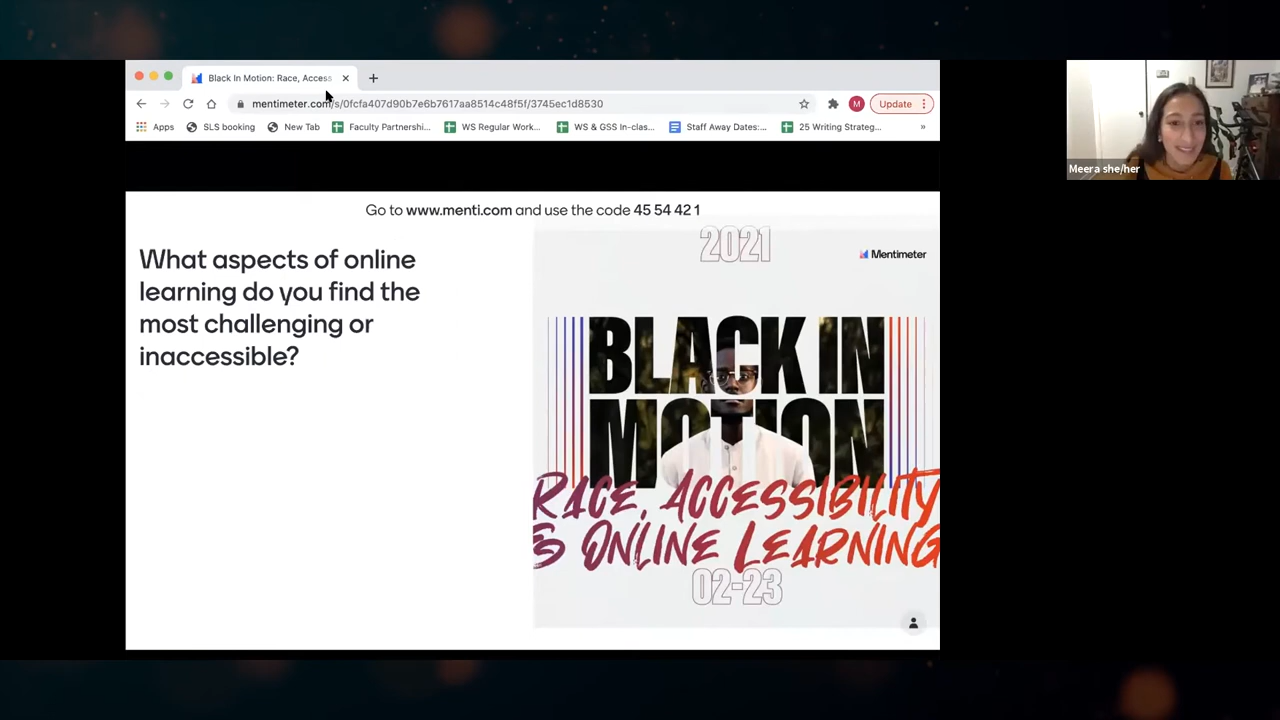 Black In Motion: Race, Access
mentimeter.com/s/0fcfa407d90b7e6b7617aa8514c48f5f/3745ec1d8530
M
Update
Apps
SLS booking
New Tab
Faculty Partnershi...
WS Regular Work...
WS & GSS In-clas...
Staff Away Dates:...
25 Writing Strateg...
»
Meera she/her
Go to www.menti.com and use the code 45 54 42 1
What aspects of online
learning do you find the
most challenging or
inaccessible?
2021
Mentimeter
BLACK IN
MOTION
RACE, ACCESSIBILITY
& ONLINE LEARNING
02-23